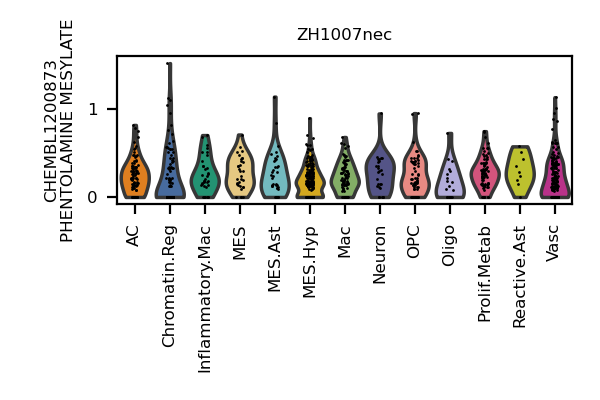 ZH1007nec
CHEMBL1200873
PHENTOLAMINE MESYLATE
1
0
AC
Chromatin.Reg
Inflammatory.Mac
MES
MES.Ast
MES.Hyp
Mac
Neuron
OPC
Oligo
Prolif.Metab
Reactive.Ast
Vasc